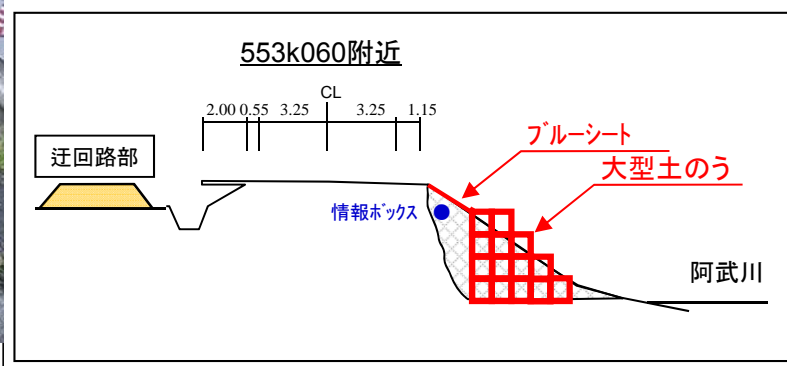 553k060附近
CL
2.00 0.55 3.25 3.25 1.15
ブルーシート
迂回路部
大型土のう
情報ボックス
阿武川